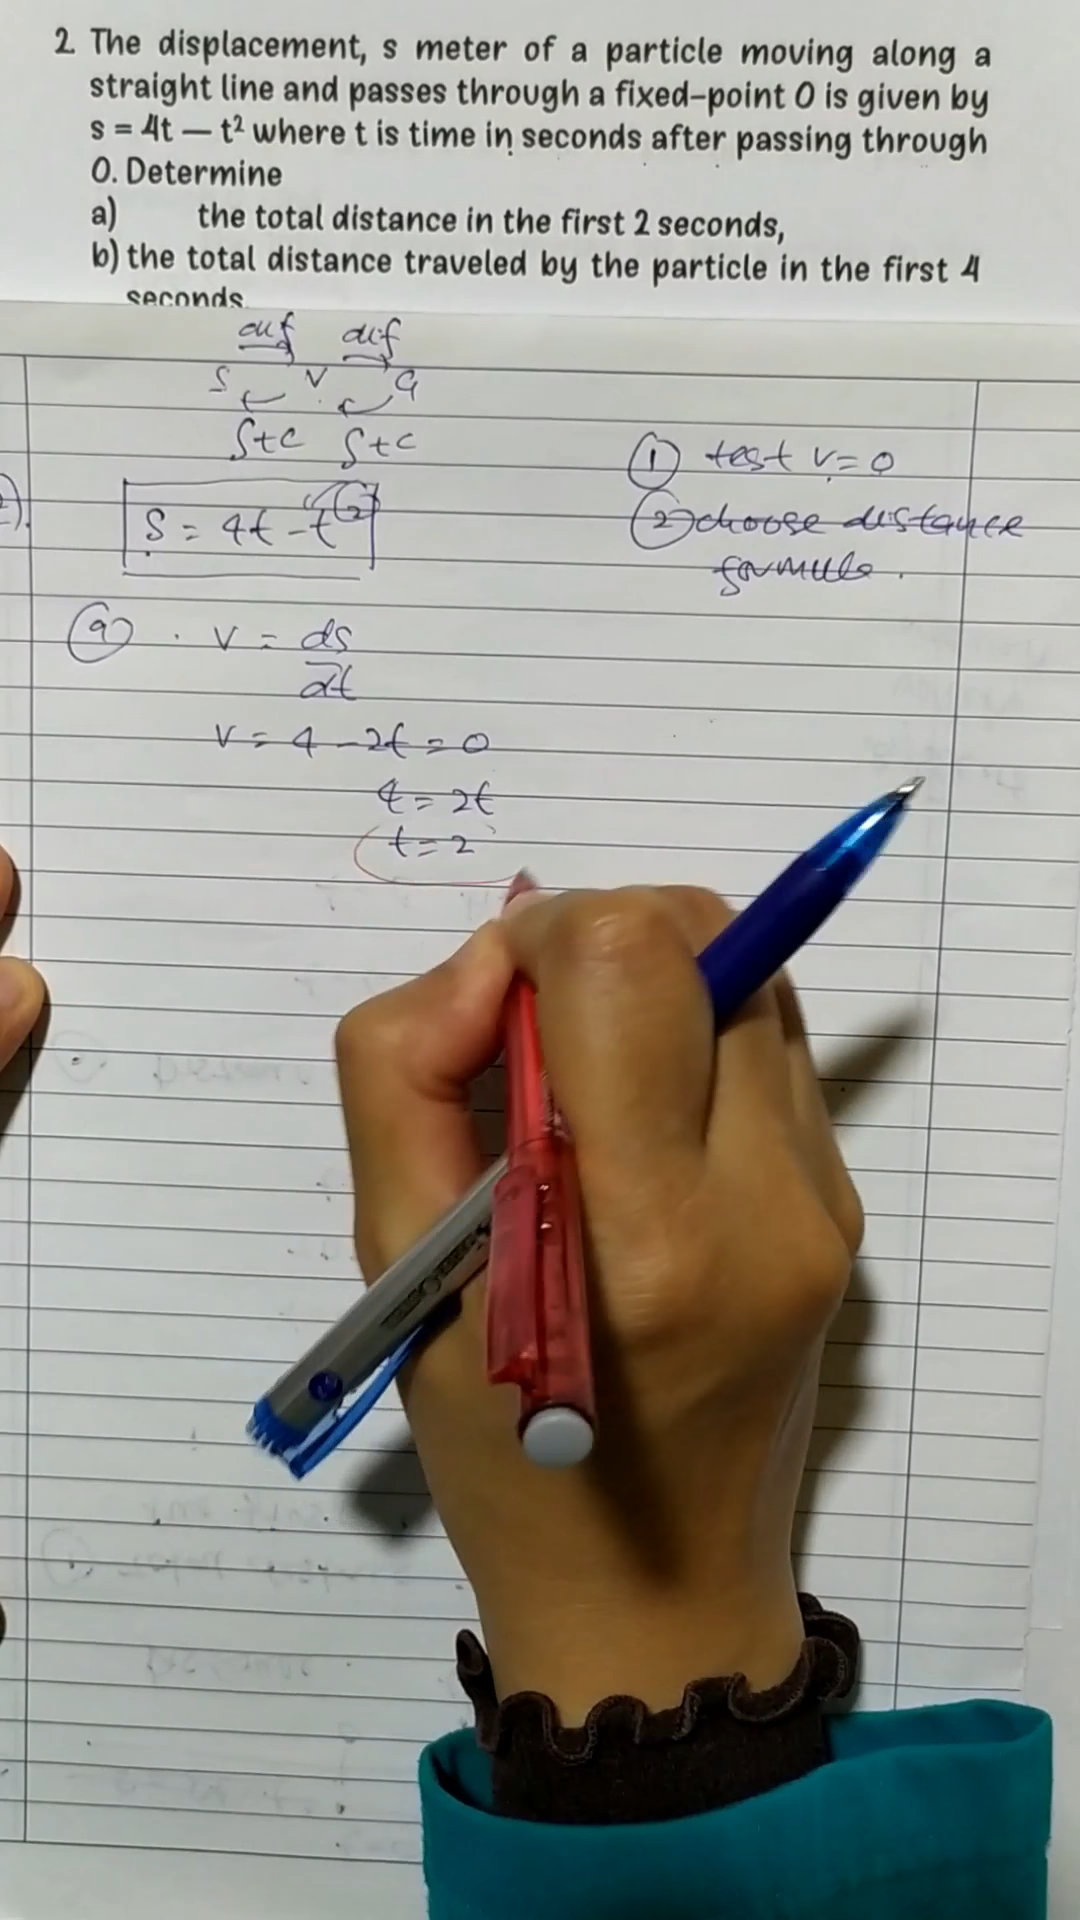 2. The displacement, s meter of a particle moving along a
straight line and passes through a fixed-point O is given by
s = 4t — t² where t is time in seconds after passing through
O. Determine
a) the total distance in the first 2 seconds,
b) the total distance traveled by the particle in the first 4
seconds
dif dif
S V a
∫+c ∫+c
① test v=0
② choose distance
formula.
2).
S = 4t - t²
ⓐ . V = ds
dt
V = 4 - 2t = 0
4 = 2t
t = 2